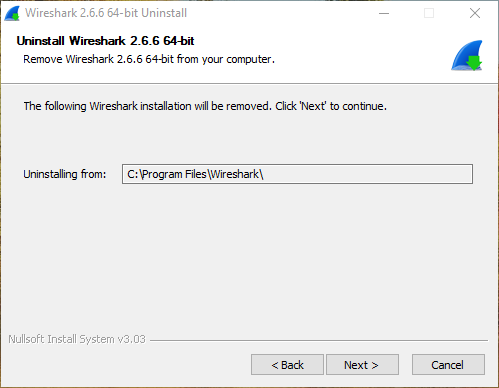 Wireshark 2.6.6 64-bit Uninstall
Uninstall Wireshark 2.6.6 64-bit
Remove Wireshark 2.6.6 64-bit from your computer.
The following Wireshark installation will be removed. Click 'Next' to continue.
Uninstalling from: C:\Program Files\Wireshark\
Nullsoft Install System v3.03
< Back Next > Cancel